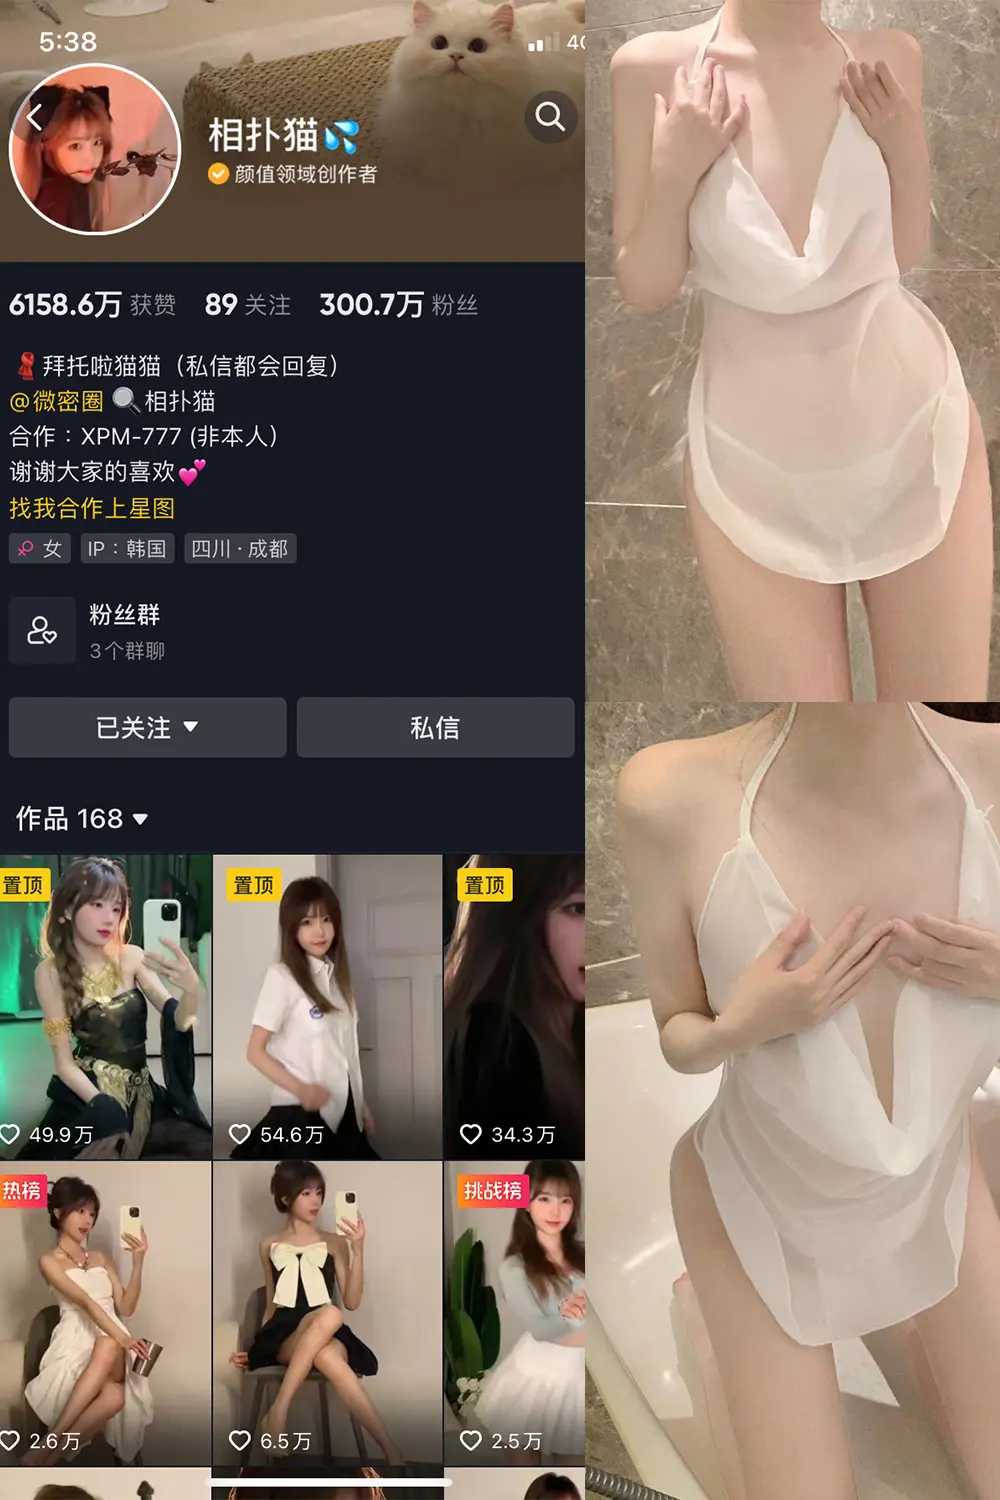 5:38
4G
相扑猫💦
颜值领域创作者
6158.6万 获赞 89 关注 300.7万 粉丝
🧣拜托啦猫猫（私信都会回复）
@微密圈 🔍相扑猫
合作：XPM-777 (非本人)
谢谢大家的喜欢💕
找我合作上星图
女 IP：韩国 四川·成都
粉丝群
3个群聊
已关注 私信
作品 168
置顶 置顶 置顶
49.9万 54.6万 34.3万
热榜 挑战榜
2.6万 6.5万 2.5万